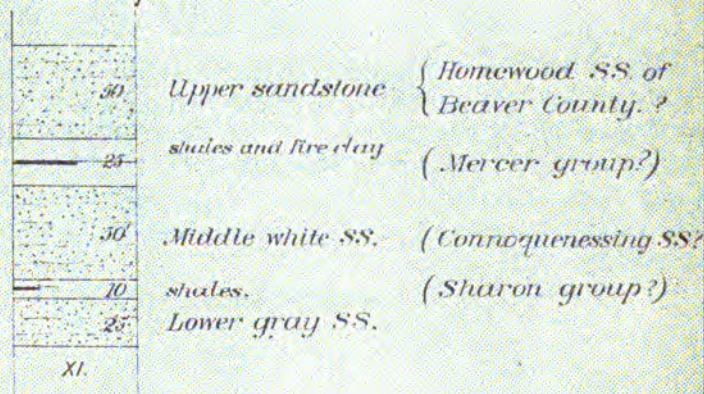 50 Upper sandstone { Homewood SS. of
Beaver County. ?
25 shales and fire clay (Mercer group?)
50 Middle white SS. (Connoquenessing SS?
10 shales. (Sharon group?)
25 Lower gray SS.
XI.